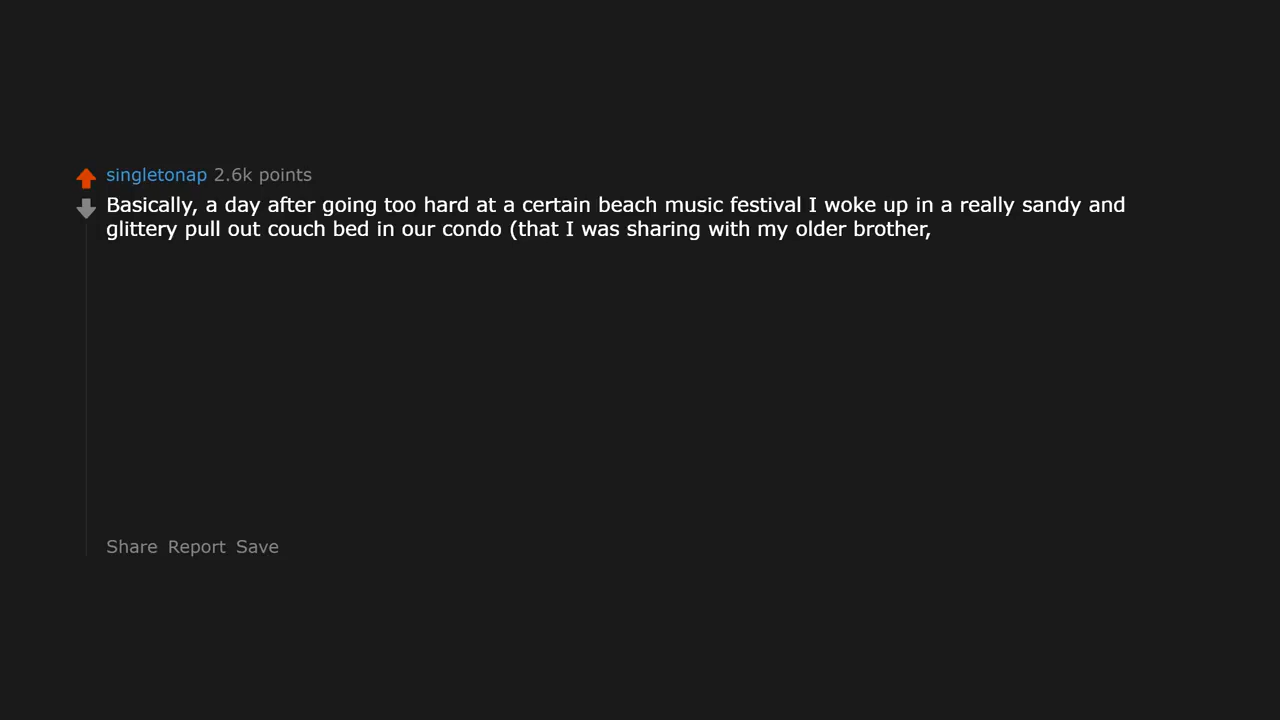 singletonap 2.6k points
Basically, a day after going too hard at a certain beach music festival I woke up in a really sandy and
glittery pull out couch bed in our condo (that I was sharing with my older brother,
Share Report Save